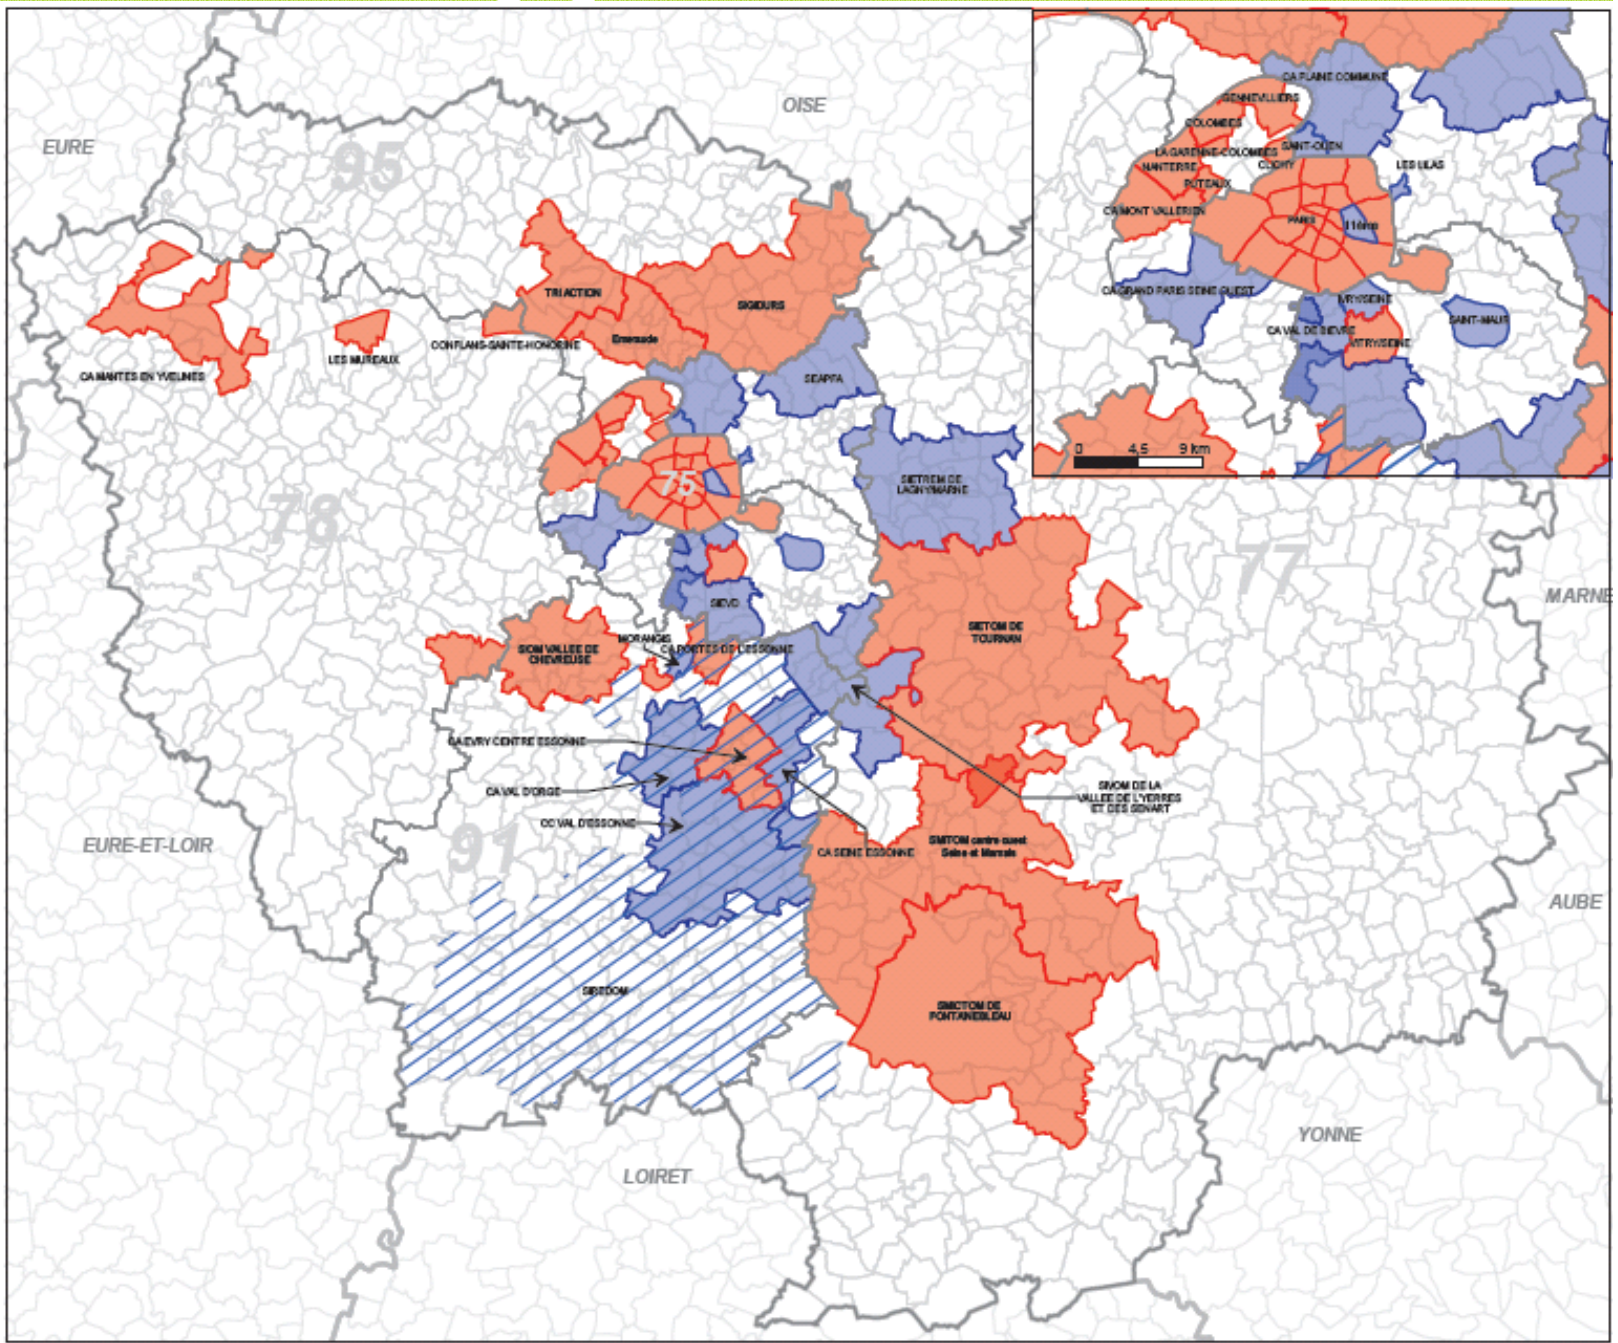 OISE
EURE
95
CA PLAINE COMMUNE
GENNEVILLIERS
COLOMBES
LA GARENNE-COLOMBES
SAINT-OUEN
CLICHY
NANTERRE
PUTEAUX
LES LILAS
CA MONT VALLERIEN
PARIS
11ème
CA GRAND PARIS SEINE OUEST
IVRY/SEINE
CA VAL DE BIEVRE
SAINT-MAUR
VITRY/SEINE
0 4,5 9 km
TRI ACTION
SIGIDURS
Emeraude
CONFLANS-SAINTE-HONORINE
LES MUREAUX
CA MANTES EN YVELINES
SEAPFA
75
SIETREM DE
LAGNY/MARNE
78
77
94
MARNE
SIEVD
SIETOM DE
TOURNAN
MORANGIS
CA PORTES DE L'ESSONNE
SIOM VALLEE DE
CHEVREUSE
CA EVRY CENTRE ESSONNE
CA VAL D'ORGE
CC VAL D'ESSONNE
SIVOM DE LA
VALLEE DE L'YERRES
ET DES SENART
91
EURE-ET-LOIR
CA SEINE ESSONNE
SMITOM centre ouest
Seine et Marnais
AUBE
SIREDOM
SMICTOM DE
FONTAINEBLEAU
YONNE
LOIRET